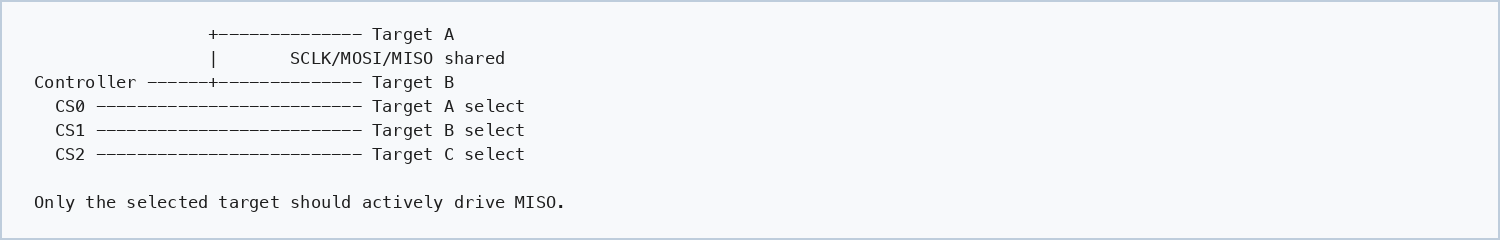 +–––––––––––––– Target A
|       SCLK/MOSI/MISO shared
Controller ––––––+–––––––––––––– Target B
CS0 –––––––––––––––––––––––––– Target A select
CS1 –––––––––––––––––––––––––– Target B select
CS2 –––––––––––––––––––––––––– Target C select
Only the selected target should actively drive MISO.